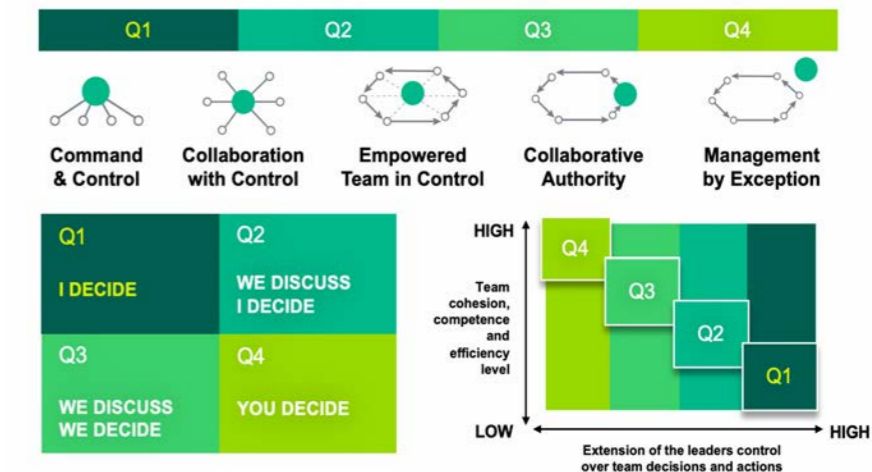 Q1 Q2 Q3 Q4
Command
& Control
Collaboration
with Control
Empowered
Team in Control
Collaborative
Authority
Management
by Exception
Q1
I DECIDE
Q2
WE DISCUSS
I DECIDE
Q3
WE DISCUSS
WE DECIDE
Q4
YOU DECIDE
HIGH
Team
cohesion,
competence
and
efficiency
level
LOW
Q4
Q3
Q2
Q1
HIGH
Extension of the leaders control
over team decisions and actions